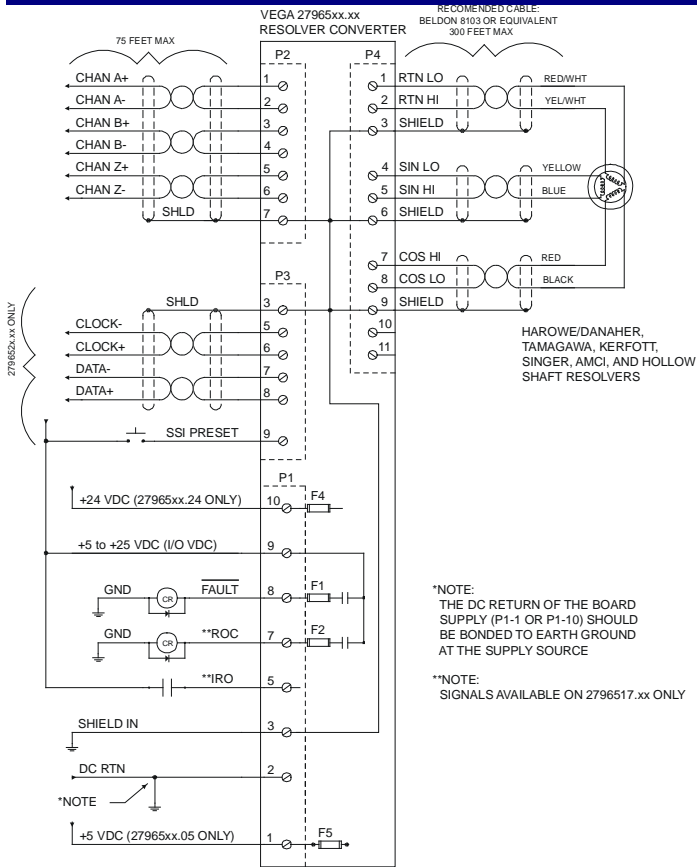 VEGA 27965xx.xx
RESOLVER CONVERTER
RECOMENDED CABLE:
BELDON 8103 OR EQUIVALENT
300 FEET MAX
75 FEET MAX
P2
P4
CHAN A+
1
CHAN A-
2
CHAN B+
3
CHAN B-
4
CHAN Z+
5
CHAN Z-
6
SHLD
7
1 RTN LO RED/WHT
2 RTN HI YEL/WHT
3 SHIELD
4 SIN LO YELLOW
5 SIN HI BLUE
6 SHIELD
7 COS HI RED
8 COS LO BLACK
9 SHIELD
10
11
HAROWE/DANAHER,
TAMAGAWA, KERFOTT,
SINGER, AMCI, AND HOLLOW
SHAFT RESOLVERS
279652x.xx ONLY
P3
SHLD 3
CLOCK- 5
CLOCK+ 6
DATA- 7
DATA+ 8
SSI PRESET 9
P1
+24 VDC (27965xx.24 ONLY) 10 F4
+5 to +25 VDC (I/O VDC) 9
GND CR FAULT 8 F1
GND CR **ROC 7 F2
**IRO 5
SHIELD IN 3
DC RTN 2
*NOTE
+5 VDC (27965xx.05 ONLY) 1 F5
*NOTE:
THE DC RETURN OF THE BOARD
SUPPLY (P1-1 OR P1-10) SHOULD
BE BONDED TO EARTH GROUND
AT THE SUPPLY SOURCE
**NOTE:
SIGNALS AVAILABLE ON 2796517.xx ONLY